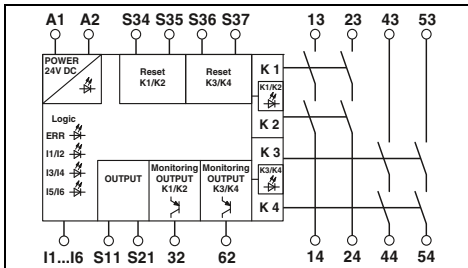 A1 A2 S34 S35 S36 S37 13 23 43 53
POWER
24V DC
Reset
K1/K2
Reset
K3/K4
K 1
K1/K2
K 2
Logic
ERR
I1/I2
I3/I4
I5/I6
K 3
K3/K4
K 4
OUTPUT
Monitoring
OUTPUT
K1/K2
Monitoring
OUTPUT
K3/K4
I1...I6 S11 S21 32 62 14 24 44 54